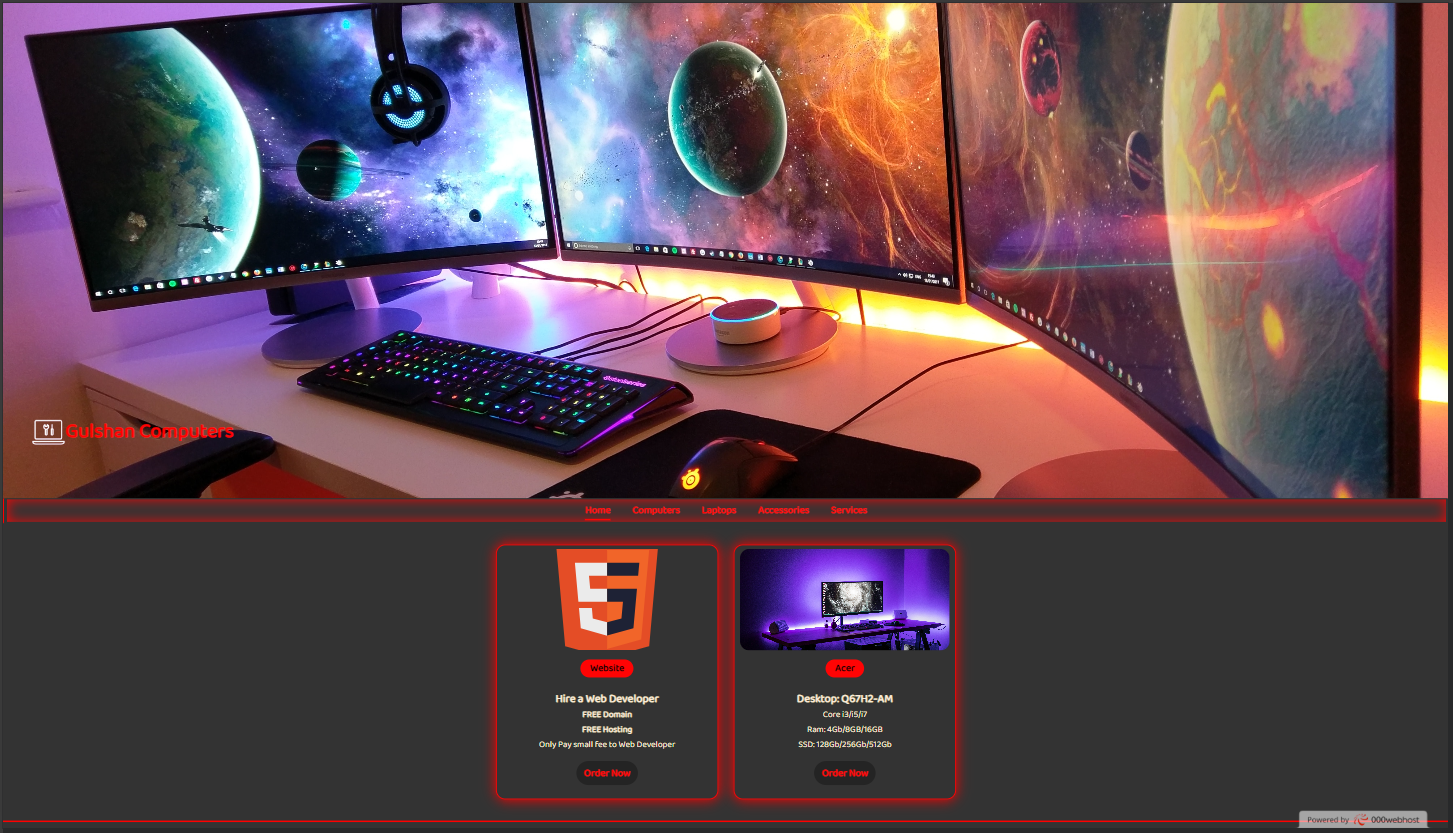 Gulshan Computers
Home Computers Laptops Accessories Services
Website
Hire a Web Developer
FREE Domain
FREE Hosting
Only Pay small fee to Web Developer
Order Now
Acer
Desktop: Q67H2-AM
Core i3/i5/i7
Ram: 4Gb/8GB/16GB
SSD: 128Gb/256Gb/512Gb
Order Now
Powered by 000webhost